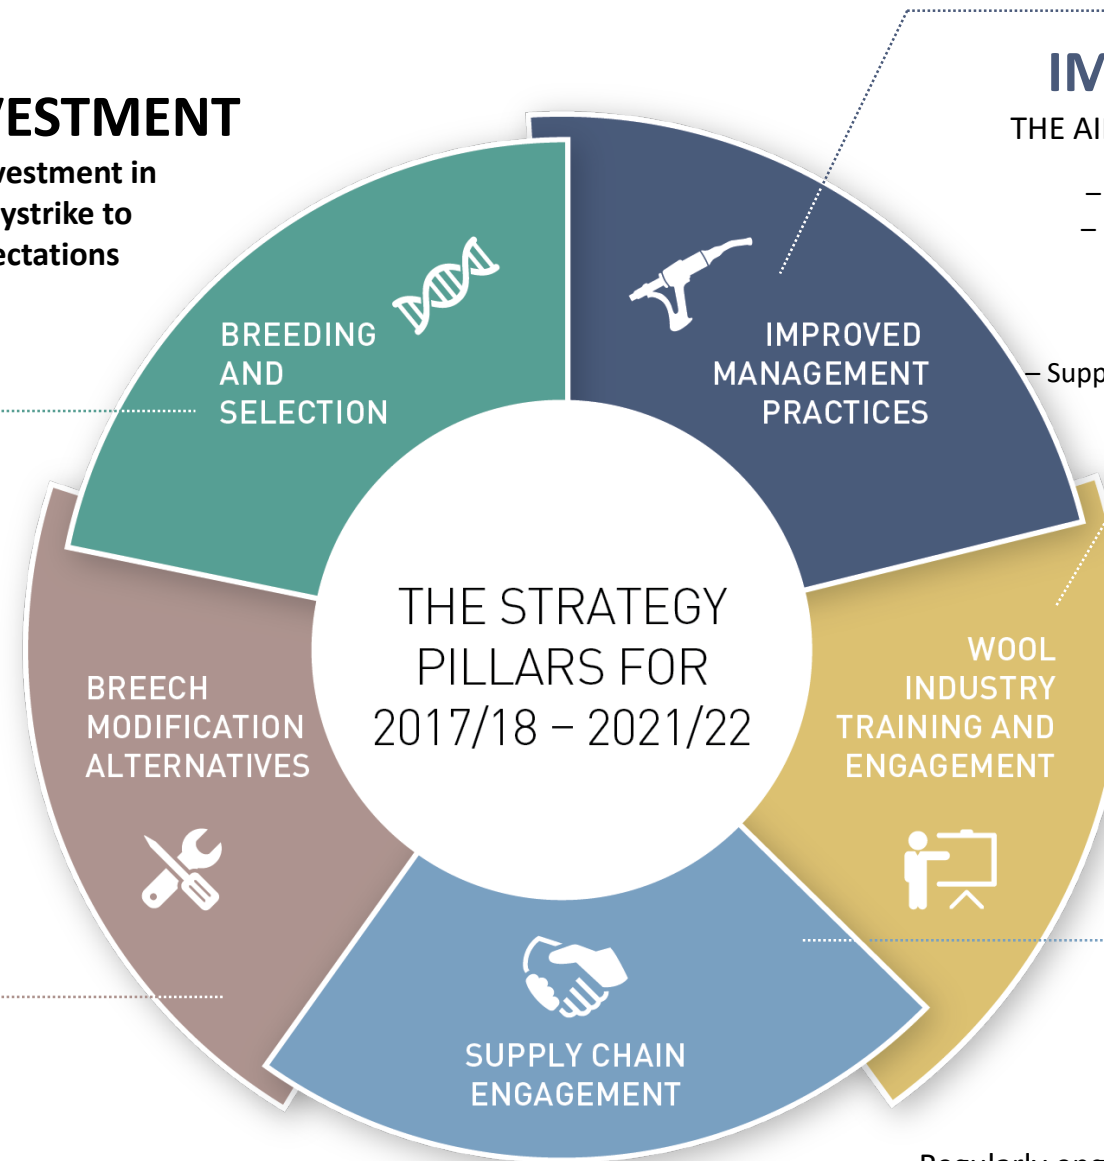 VESTMENT
vestment in
ystrike to
ectations
IM
THE AI
–
–
– Supp
BREEDING
AND
SELECTION
IMPROVED
MANAGEMENT
PRACTICES
THE STRATEGY
PILLARS FOR
2017/18 – 2021/22
BREECH
MODIFICATION
ALTERNATIVES
WOOL
INDUSTRY
TRAINING AND
ENGAGEMENT
SUPPLY CHAIN
ENGAGEMENT